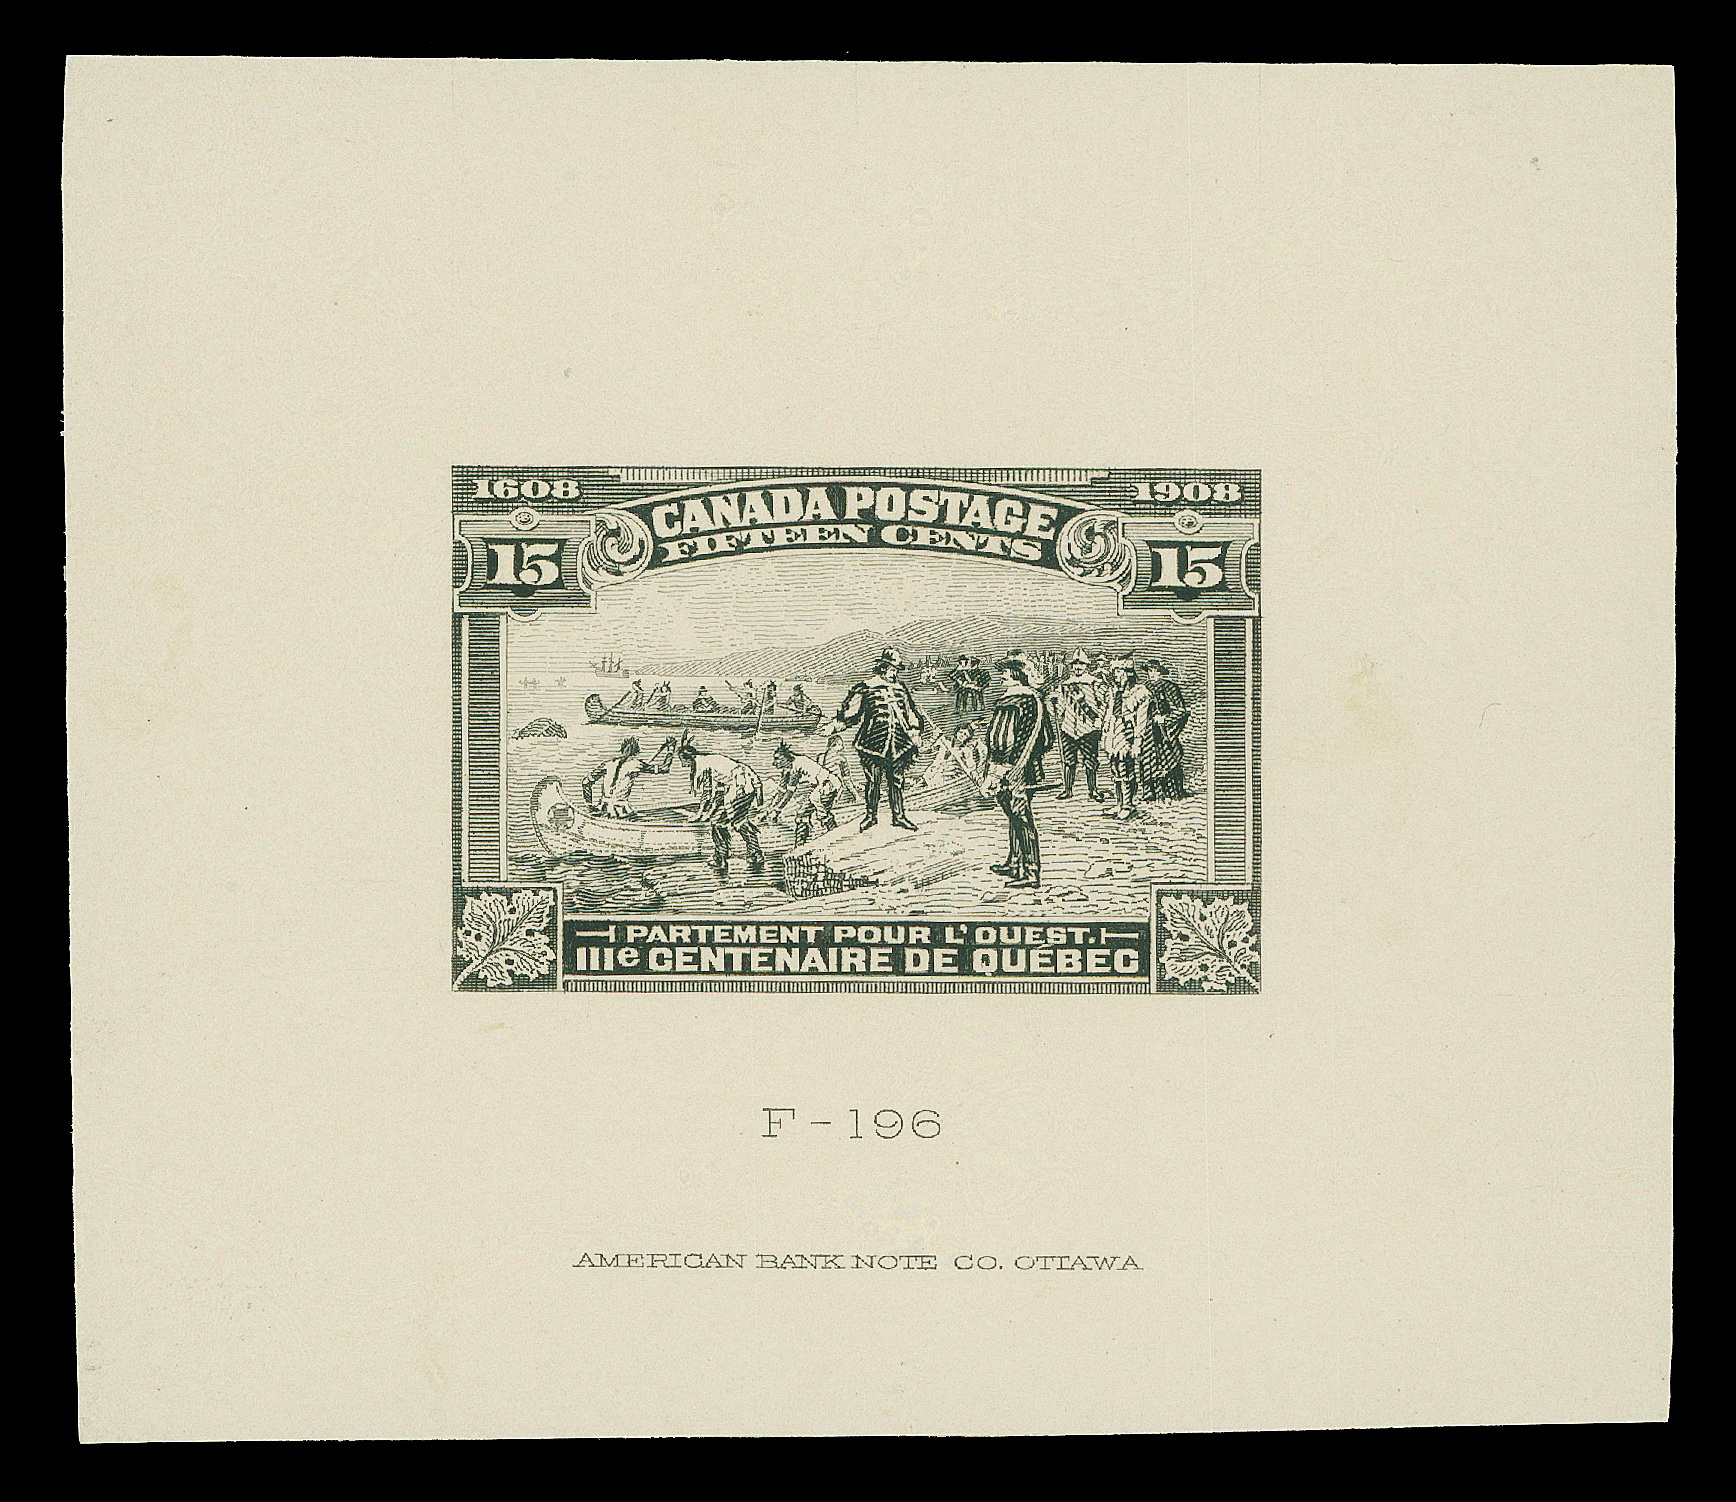 1608 1908
CANADA POSTAGE
FIFTEEN CENTS
15 15
PARTEMENT POUR L'OUEST.
IIIe CENTENAIRE DE QUÉBEC
F-196
AMERICAN BANK NOTE CO. OTTAWA